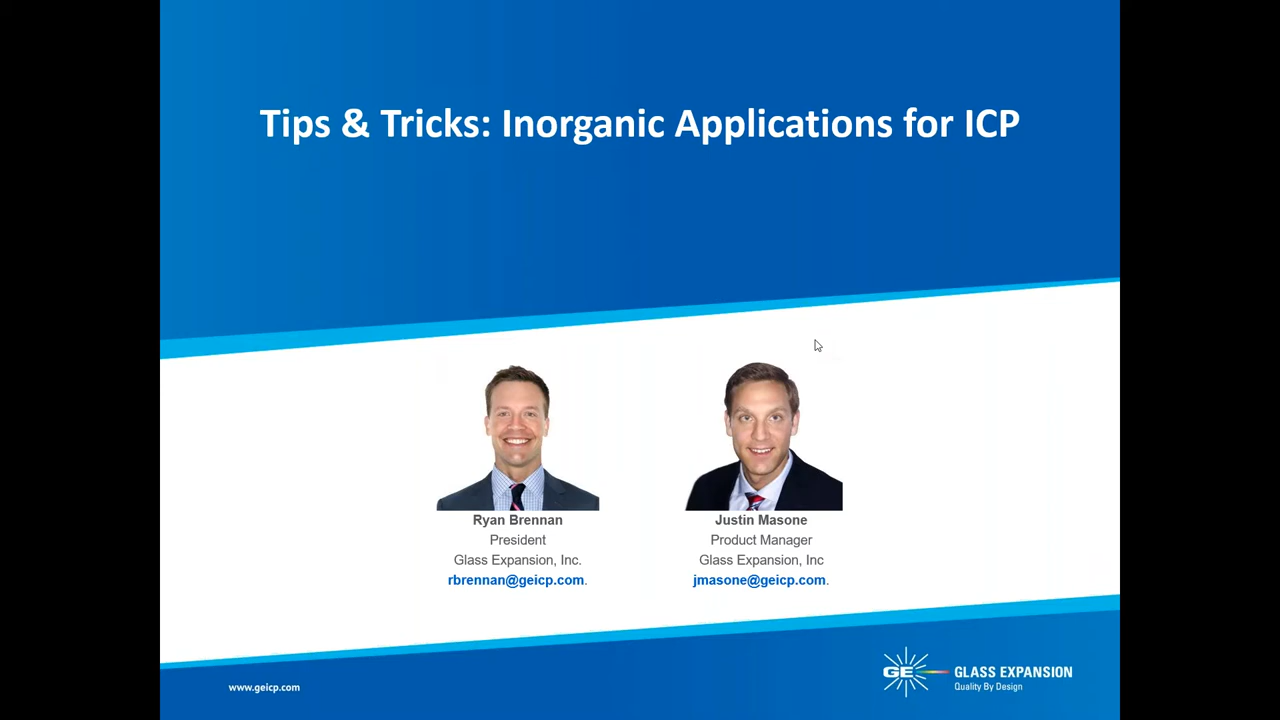 Tips & Tricks: Inorganic Applications for ICP
Ryan Brennan
President
Glass Expansion, Inc.
rbrennan@geicp.com.
Justin Masone
Product Manager
Glass Expansion, Inc
jmasone@geicp.com.
www.geicp.com
GE
GLASS EXPANSION
Quality By Design